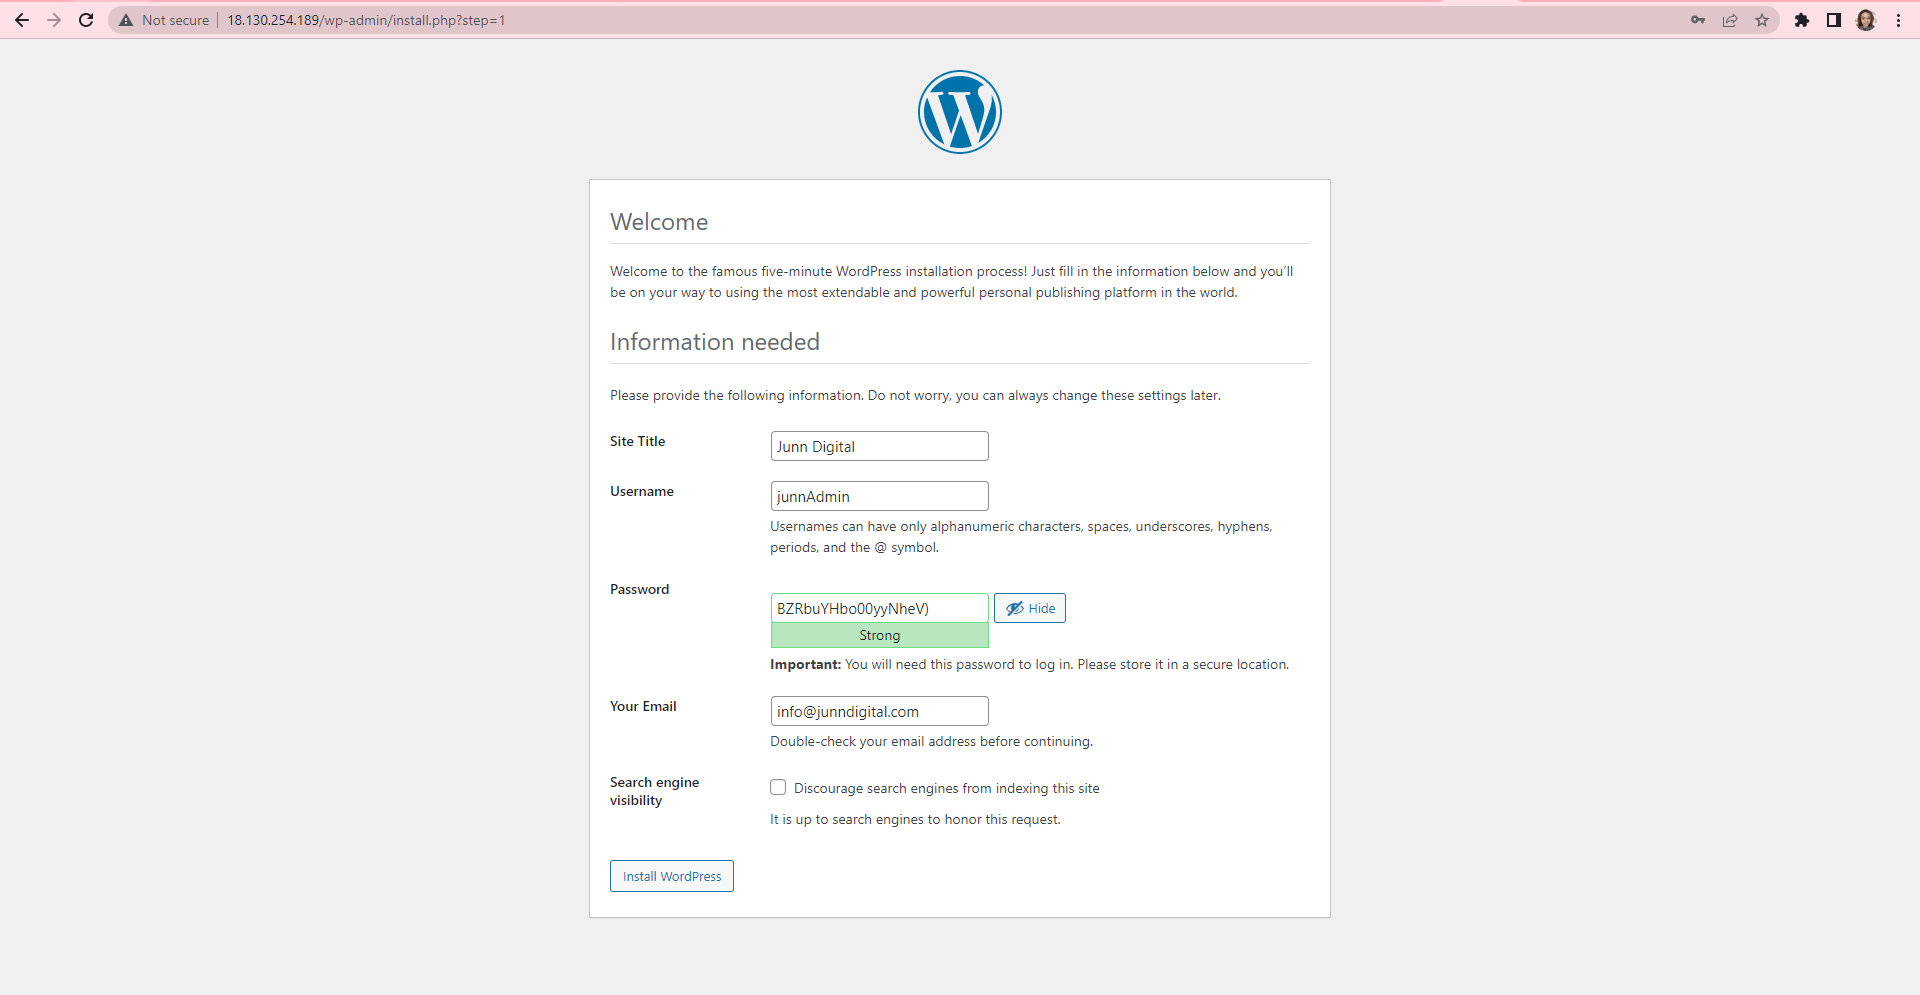 Not secure | 18.130.254.189/wp-admin/install.php?step=1
Welcome
Welcome to the famous five-minute WordPress installation process! Just fill in the information below and you’ll
be on your way to using the most extendable and powerful personal publishing platform in the world.
Information needed
Please provide the following information. Do not worry, you can always change these settings later.
Site Title
Junn Digital
Username
junnAdmin
Usernames can have only alphanumeric characters, spaces, underscores, hyphens,
periods, and the @ symbol.
Password
BZRbuYHbo00yyNheV)
Hide
Strong
Important: You will need this password to log in. Please store it in a secure location.
Your Email
info@junndigital.com
Double-check your email address before continuing.
Search engine
visibility
Discourage search engines from indexing this site
It is up to search engines to honor this request.
Install WordPress